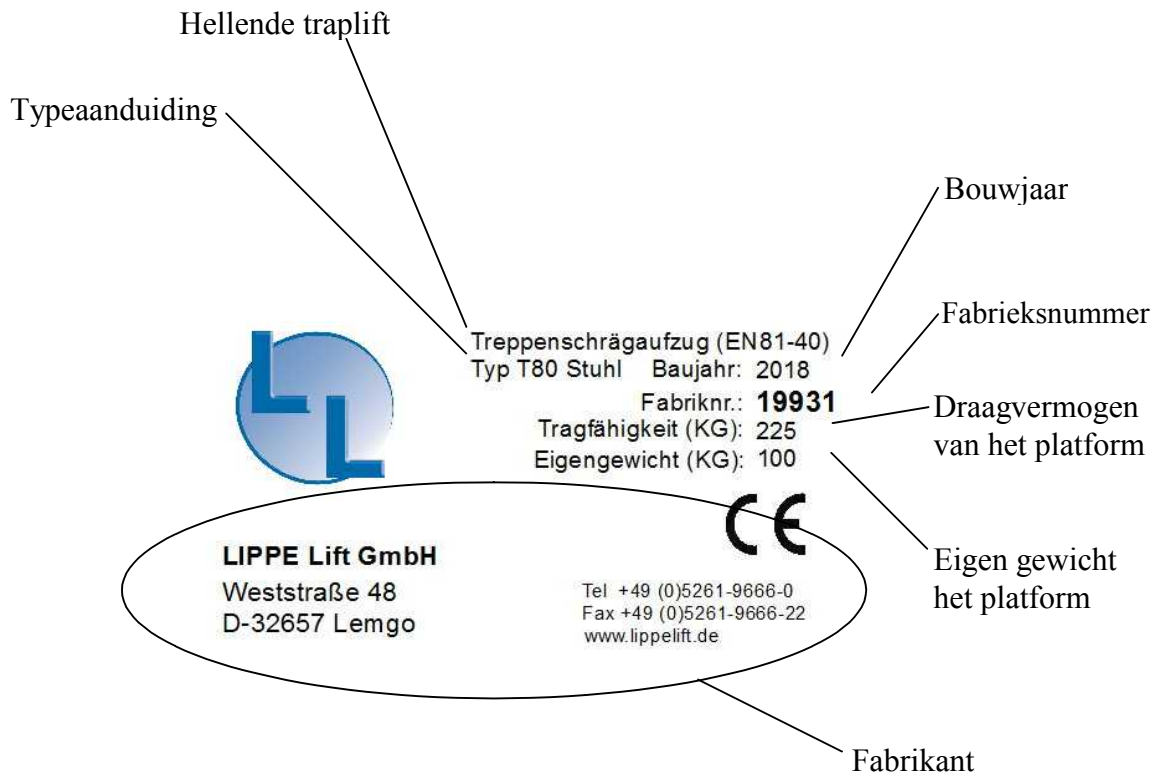 Hellende traplift
Typeaanduiding
Bouwjaar
Fabrieksnummer
Treppenschrägaufzug (EN81-40)
Typ T80 Stuhl Baujahr: 2018
Fabriknr.: 19931
Tragfähigkeit (KG): 225
Eigengewicht (KG): 100
Draagvermogen
van het platform
LL
CE
Eigen gewicht
het platform
LIPPE Lift GmbH
Weststraße 48
D-32657 Lemgo
Tel +49 (0)5261-9666-0
Fax +49 (0)5261-9666-22
www.lippelift.de
Fabrikant